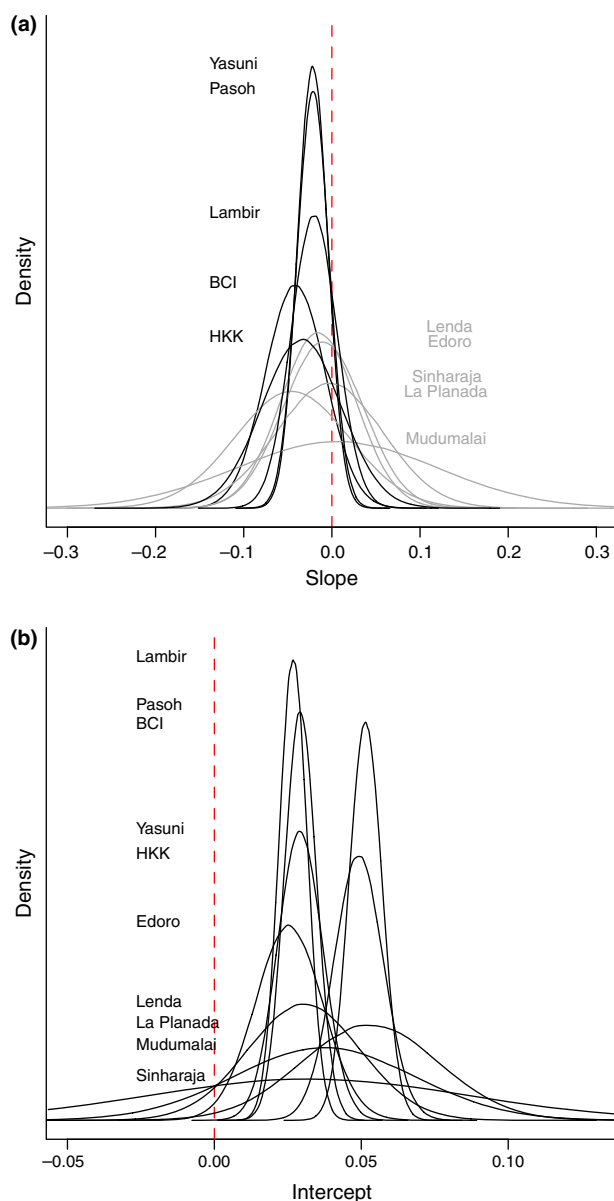 (a)
Yasuni
Pasoh
Lambir
BCI
HKK
Lenda
Edoro
Sinharaja
La Planada
Mudumalai
Density
–0.3 –0.2 –0.1 0.0 0.1 0.2 0.3
Slope
(b)
Lambir
Pasoh
BCI
Yasuni
HKK
Edoro
Lenda
La Planada
Mudumalai
Sinharaja
Density
–0.05 0.00 0.05 0.10
Intercept